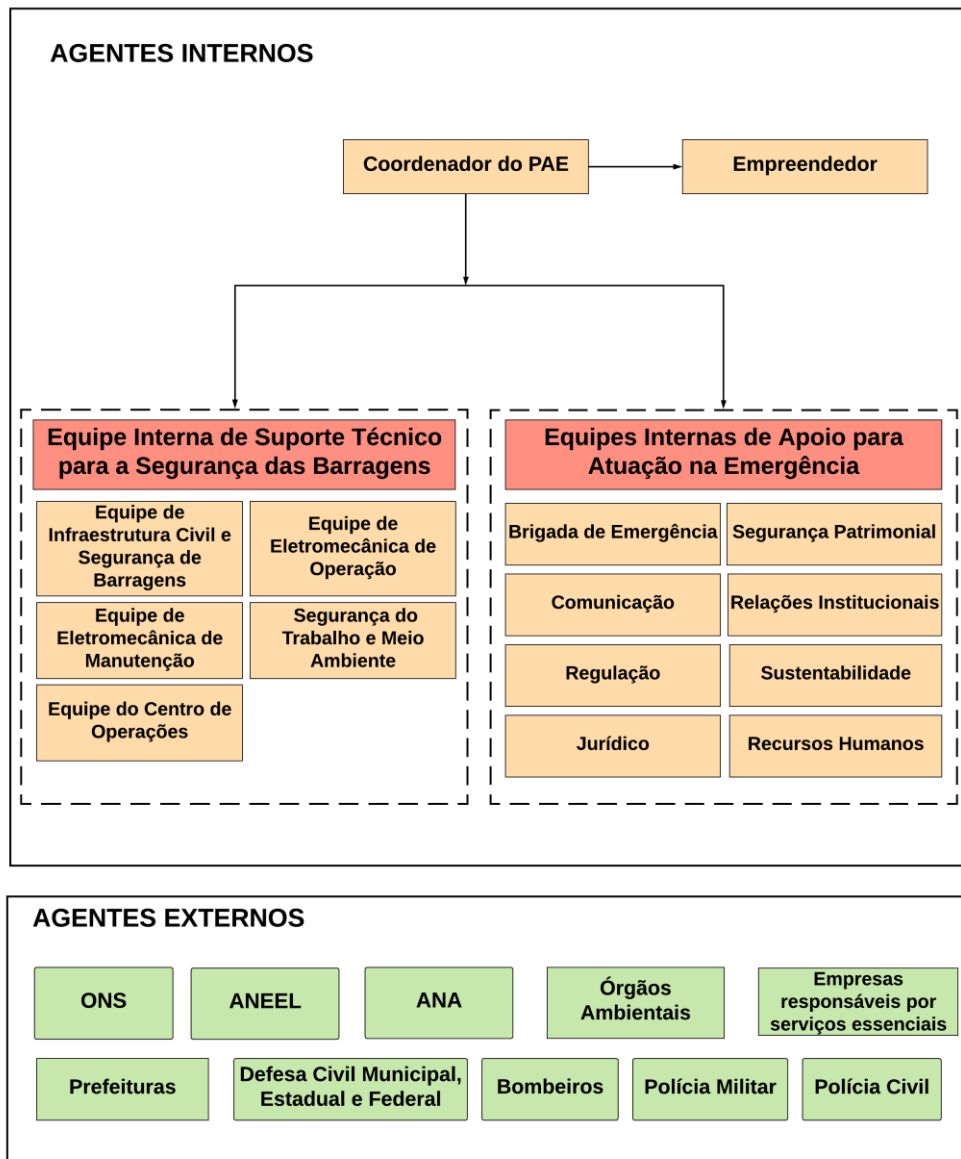 AGENTES INTERNOS
Coordenador do PAE
Empreendedor
Equipe Interna de Suporte Técnico
para a Segurança das Barragens
Equipe de
Infraestrutura Civil e
Segurança de
Barragens
Equipe de
Eletromecânica de
Operação
Equipe de
Eletromecânica de
Manutenção
Segurança do
Trabalho e Meio
Ambiente
Equipe do Centro de
Operações
Equipes Internas de Apoio para
Atuação na Emergência
Brigada de Emergência
Segurança Patrimonial
Comunicação
Relações Institucionais
Regulação
Sustentabilidade
Jurídico
Recursos Humanos
AGENTES EXTERNOS
ONS
ANEEL
ANA
Órgãos
Ambientais
Empresas
responsáveis por
serviços essenciais
Prefeituras
Defesa Civil Municipal,
Estadual e Federal
Bombeiros
Polícia Militar
Polícia Civil